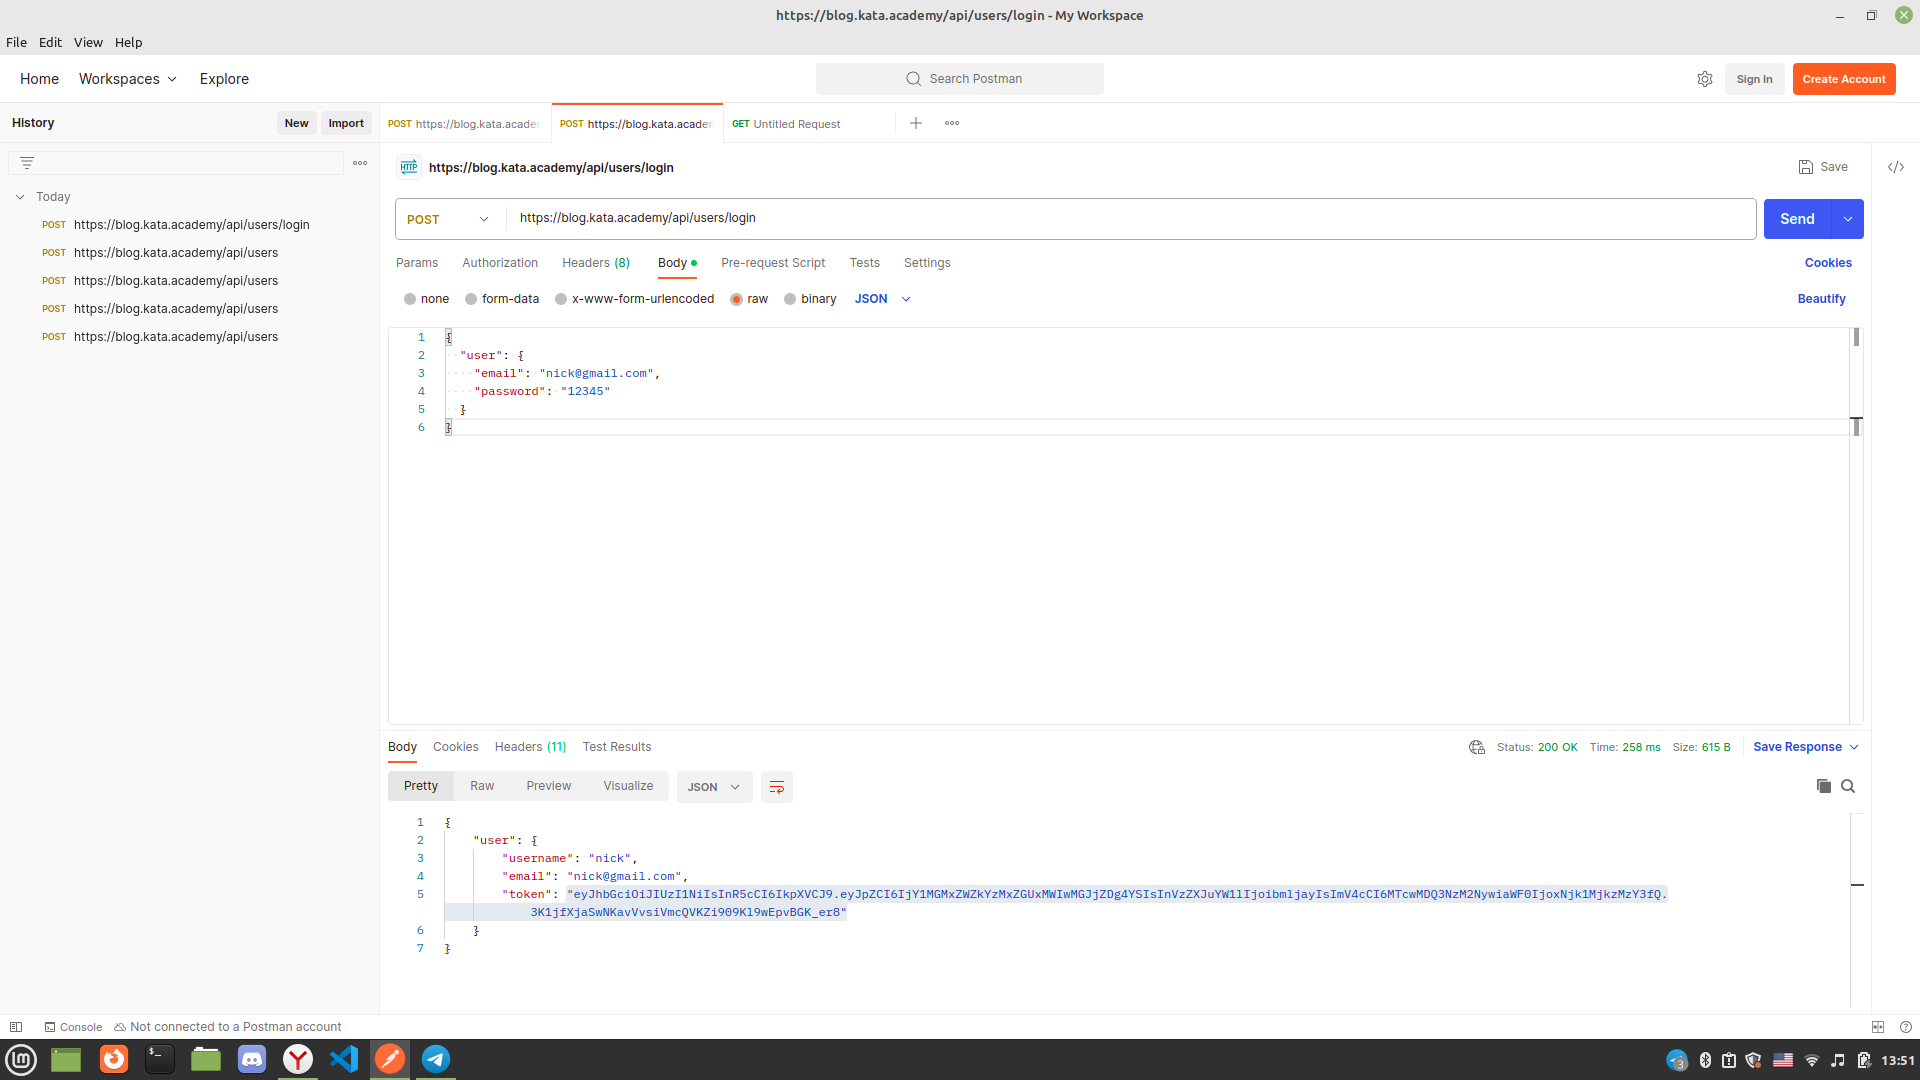 https://blog.kata.academy/api/users/login - My Workspace
File Edit View Help
Home Workspaces Explore
Search Postman
Sign In
Create Account
History
New Import
POST https://blog.kata.academ
POST https://blog.kata.academ
GET Untitled Request
Today
POST https://blog.kata.academy/api/users/login
POST https://blog.kata.academy/api/users
POST https://blog.kata.academy/api/users
POST https://blog.kata.academy/api/users
POST https://blog.kata.academy/api/users
HTTP https://blog.kata.academy/api/users/login
Save
POST https://blog.kata.academy/api/users/login
Send
Params Authorization Headers (8) Body Pre-request Script Tests Settings
Cookies
none form-data x-www-form-urlencoded raw binary JSON
Beautify
1 {
2 "user": {
3 "email": "nick@gmail.com",
4 "password": "12345"
5 }
6 }
Body Cookies Headers (11) Test Results
Status: 200 OK Time: 258 ms Size: 615 B
Save Response
Pretty Raw Preview Visualize JSON
1 {
2 "user": {
3 "username": "nick",
4 "email": "nick@gmail.com",
5 "token": "eyJhbGciOiJIUzI1NiIsInR5cCI6IkpXVCJ9.eyJpZCI6IjY1MGMxZWZkYzMxZGUxMWIwMGJjZDg4YSIsInVzZXJuYW1lIjoibmljayIsImV4cCI6MTcwMDQ3NzM2NywiaWF0IjoxNjk1MjkzMzY3fQ.
3K1jfXjaSwNKavVvsiVmcQVKZi909Kl9wEpvBGK_er8"
6 }
7 }
Console Not connected to a Postman account
3
13:51